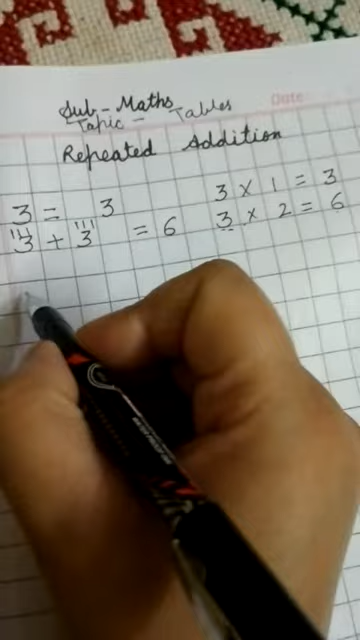 Date:
Sub - Maths
Topic - Tables
Repeated Addition
3 = 3
3 × 1 = 3
3 + 3 = 6
3 × 2 = 6